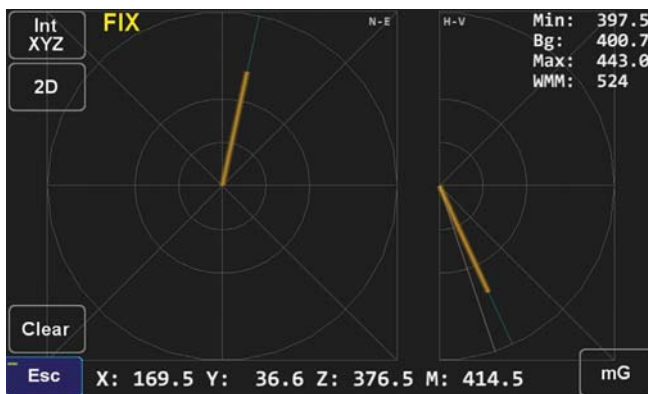 Int
XYZ
FIX
N-E
H-V
Min: 397.5
Bg: 400.7
Max: 443.0
WMM: 524
2D
Clear
Esc
X: 169.5 Y: 36.6 Z: 376.5 M: 414.5
mG